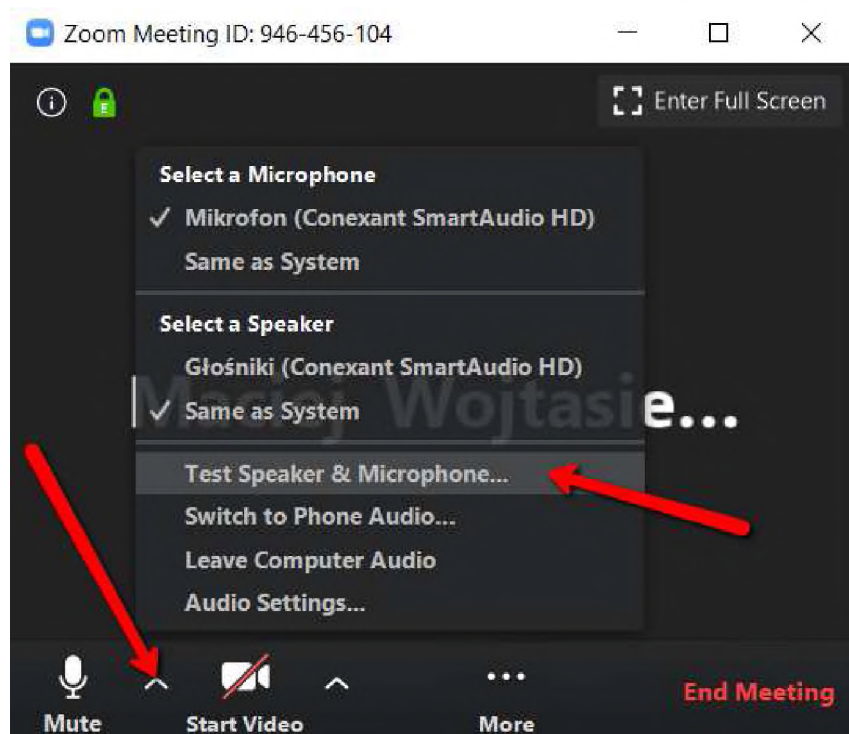 Zoom Meeting ID: 946-456-104
Enter Full Screen
Select a Microphone
✓ Mikrofon (Conexant SmartAudio HD)
Same as System
Select a Speaker
Głośniki (Conexant SmartAudio HD)
Maciej Wojtasie...
✓ Same as System
Test Speaker & Microphone...
Switch to Phone Audio...
Leave Computer Audio
Audio Settings...
Mute
Start Video
More
End Meeting